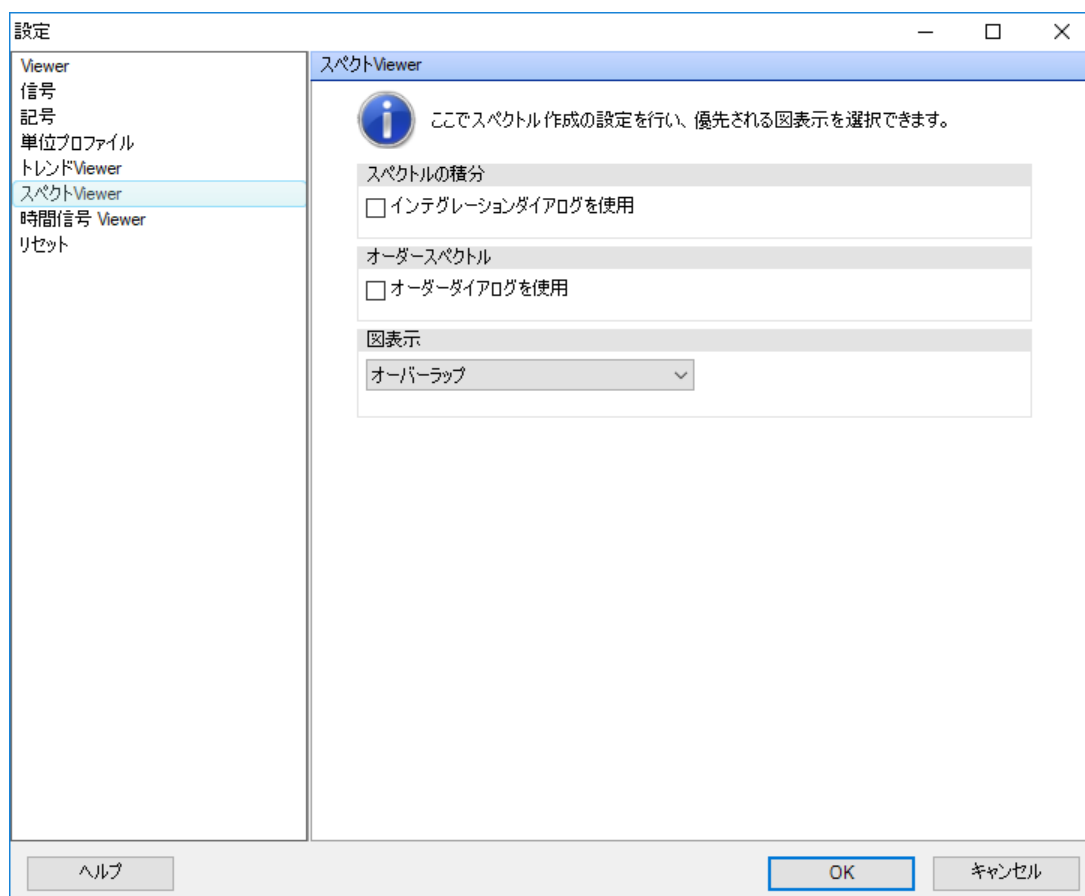 設定
Viewer
信号
記号
単位プロファイル
トレンドViewer
スペクトViewer
時間信号 Viewer
リセット
スペクトViewer
ここでスペクトル作成の設定を行い、優先される図表示を選択できます。
スペクトルの積分
インテグレーションダイアログを使用
オーダースペクトル
オーダーダイアログを使用
図表示
オーバーラップ
ヘルプ
OK
キャンセル